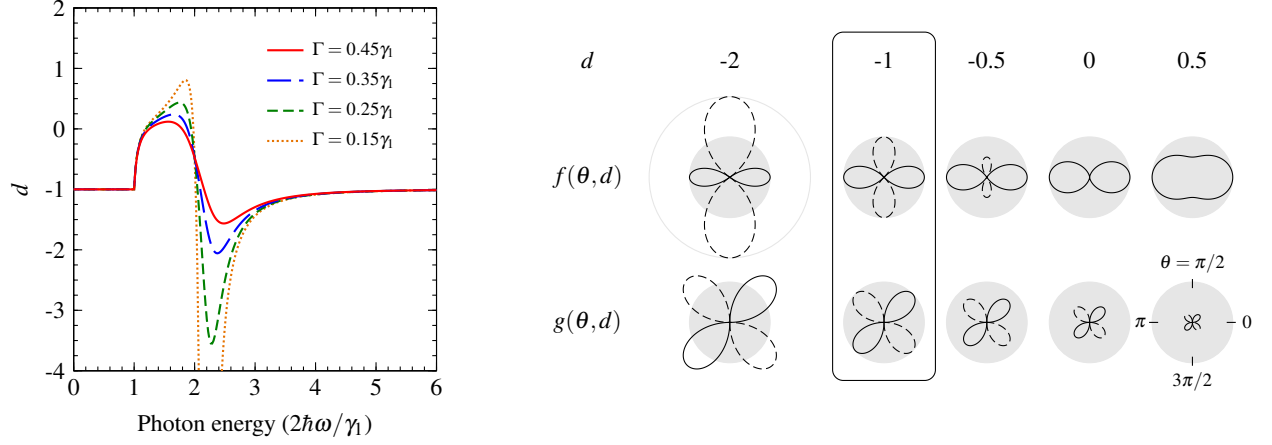 2
1
0
-1
-2
-3
-4
d
0 1 2 3 4 5 6
Photon energy (2ℏω/γ₁)
Γ = 0.45γ₁
Γ = 0.35γ₁
Γ = 0.25γ₁
Γ = 0.15γ₁
d -2 -1 -0.5 0 0.5
f(θ,d)
g(θ,d)
θ = π/2
π 0
3π/2